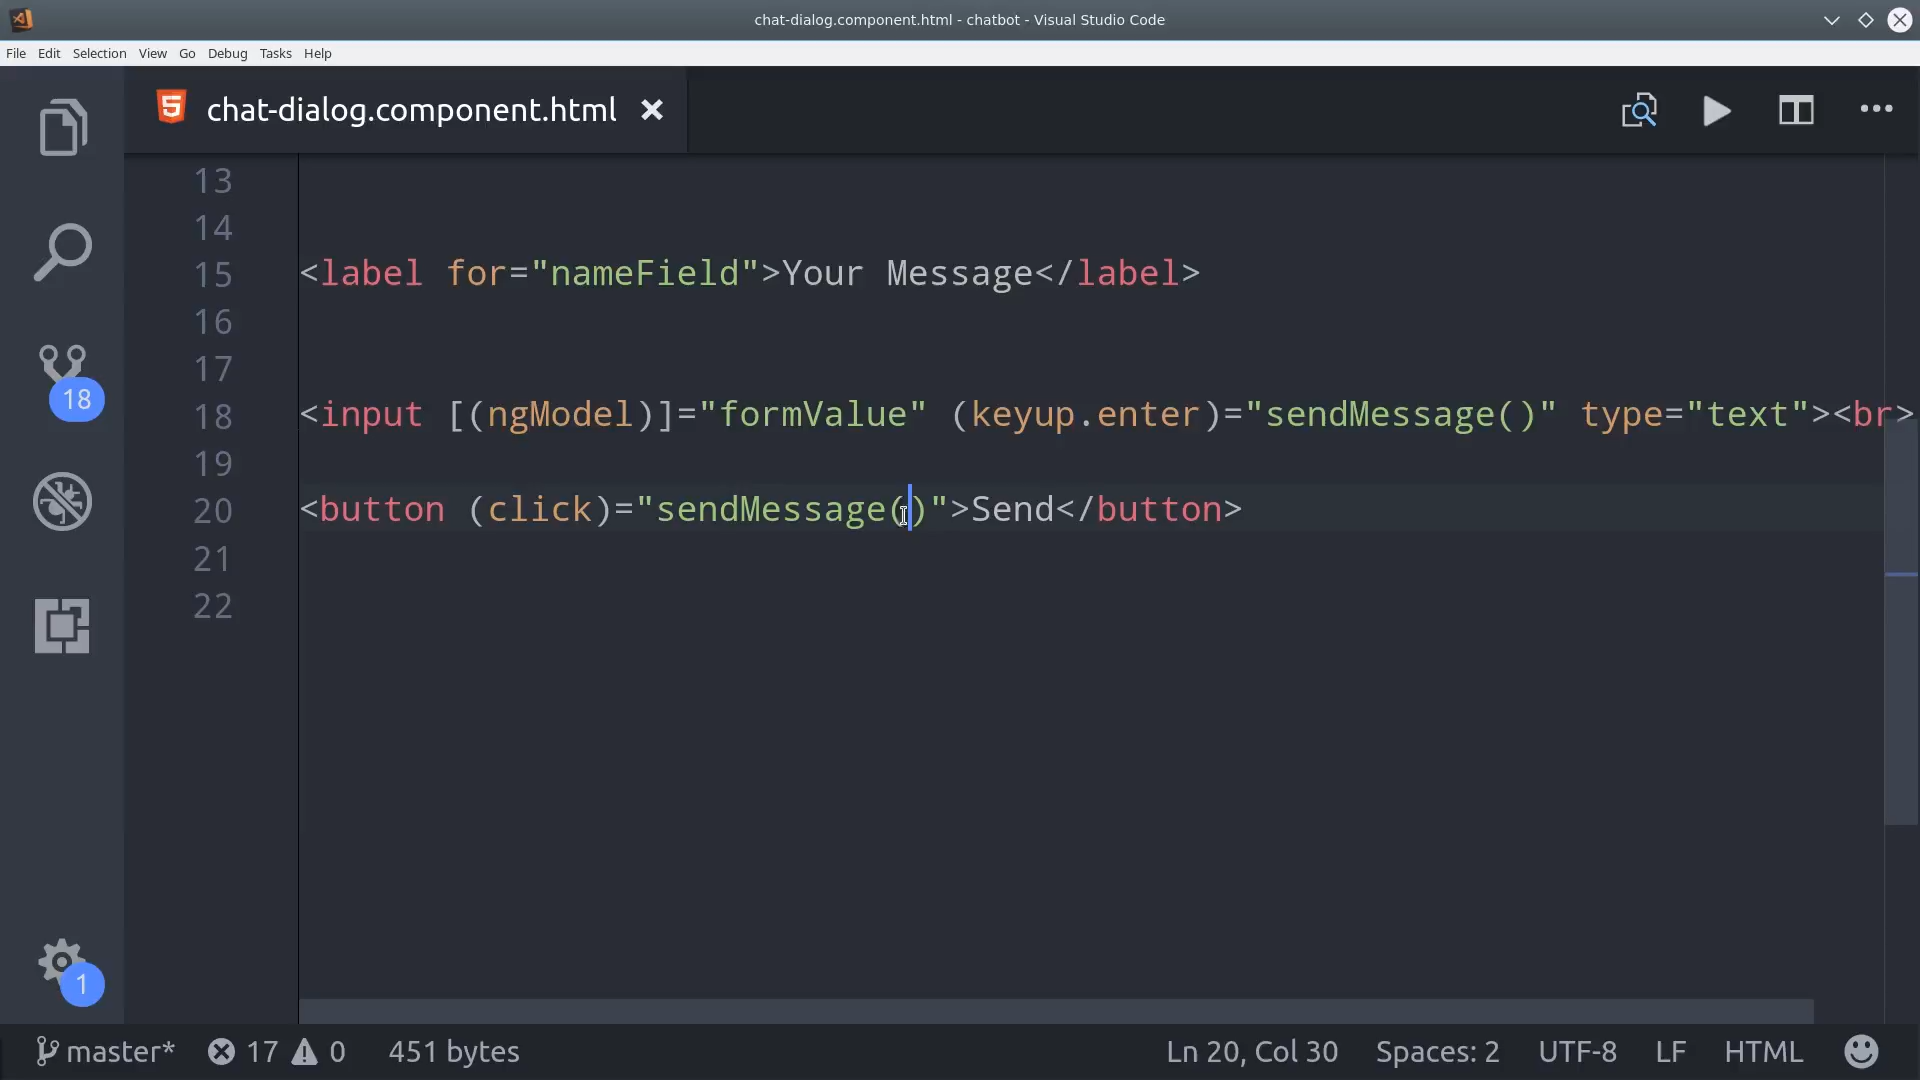 chat-dialog.component.html - chatbot - Visual Studio Code
File Edit Selection View Go Debug Tasks Help
chat-dialog.component.html
13
14
15 <label for="nameField">Your Message</label>
16
17
18 <input [(ngModel)]="formValue" (keyup.enter)="sendMessage()" type="text"><br>
19
20 <button (click)="sendMessage()">Send</button>
21
22
18
1
master* 17 0 451 bytes Ln 20, Col 30 Spaces: 2 UTF-8 LF HTML